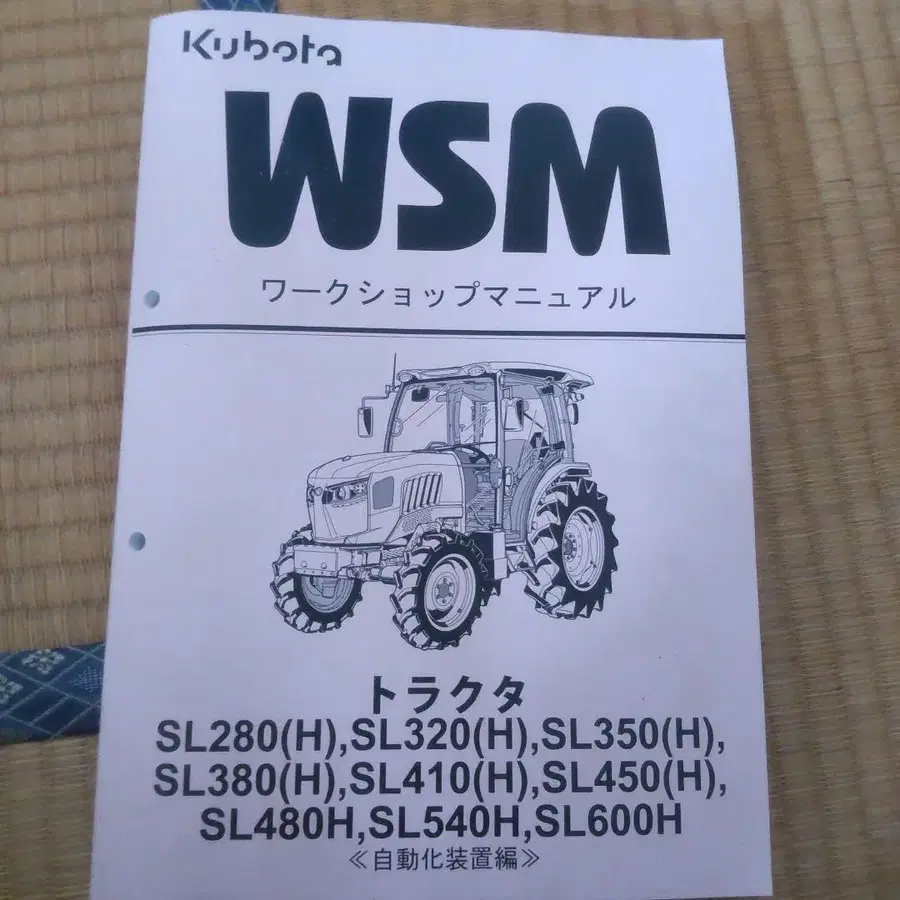 Kubota
WSM
ワークショップマニュアル
トラクタ
SL280(H),SL320(H),SL350(H),
SL380(H),SL410(H),SL450(H),
SL480H,SL540H,SL600H
≪自動化装置編≫